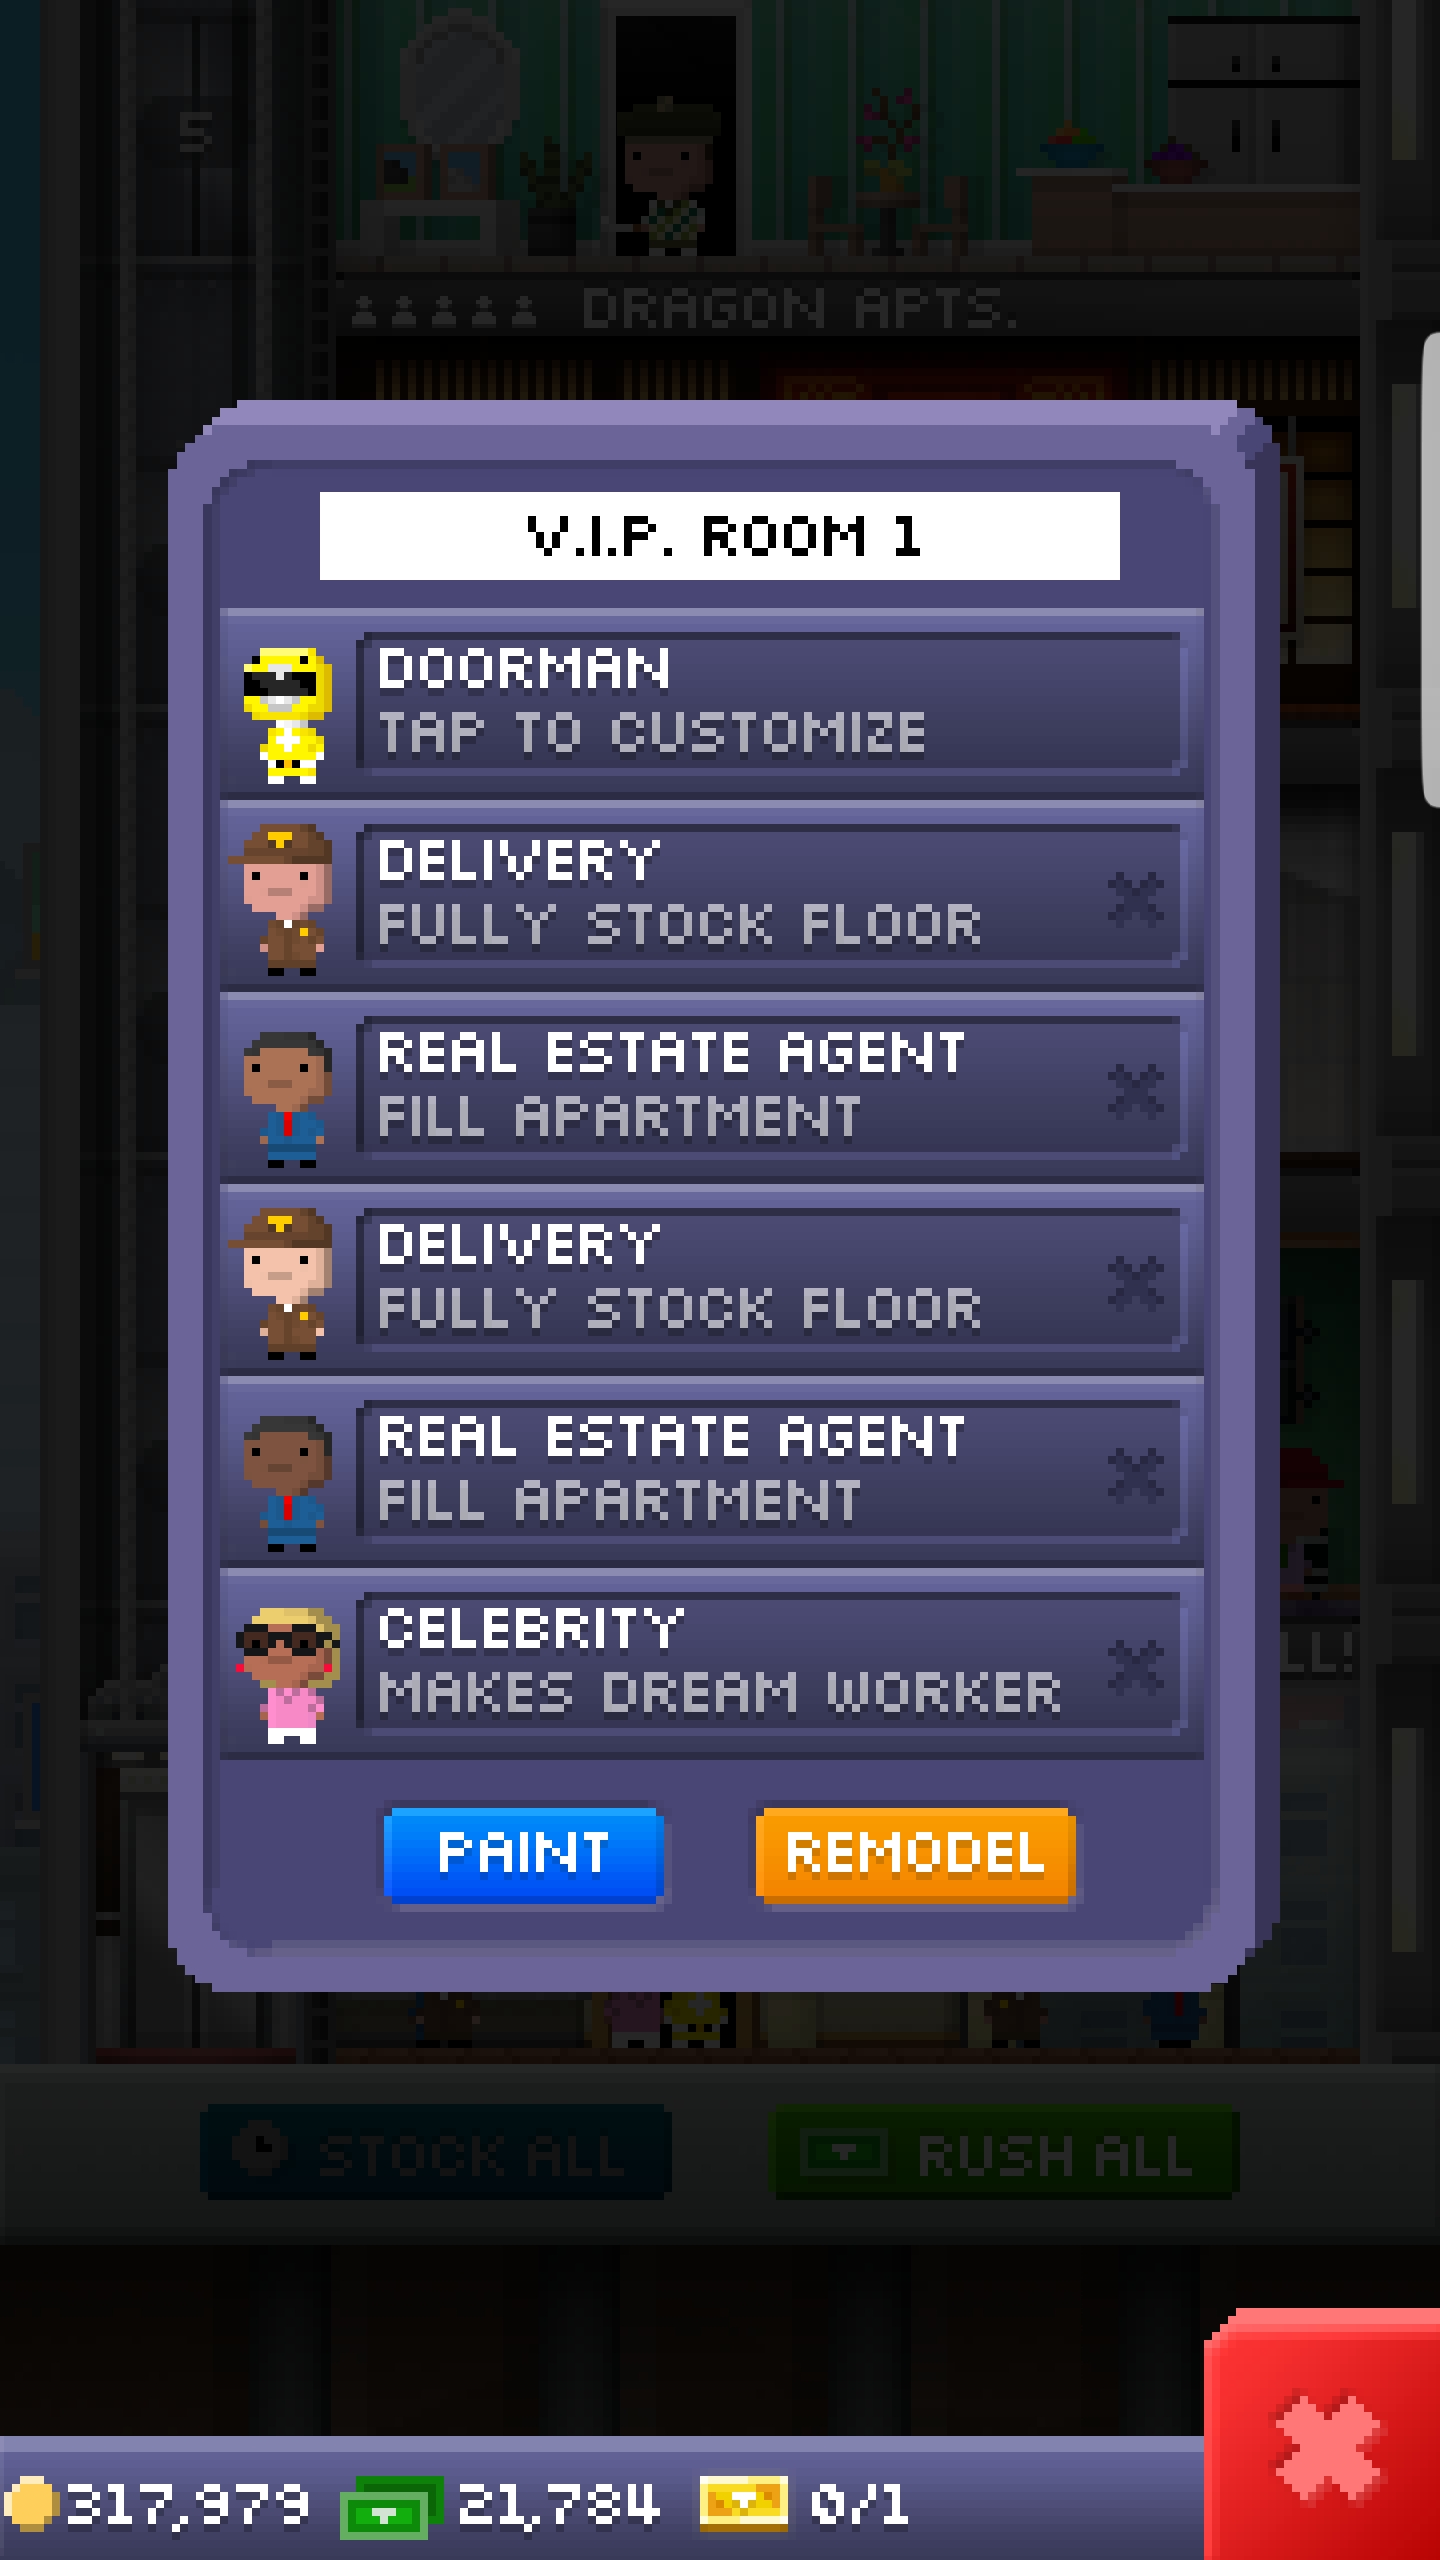 5
DRAGON APTS.
V.I.P. ROOM 1
DOORMAN
TAP TO CUSTOMIZE
DELIVERY
FULLY STOCK FLOOR
REAL ESTATE AGENT
FILL APARTMENT
DELIVERY
FULLY STOCK FLOOR
REAL ESTATE AGENT
FILL APARTMENT
CELEBRITY
MAKES DREAM WORKER
LL!
PAINT REMODEL
STOCK ALL RUSH ALL
317,979 21,784 0/1